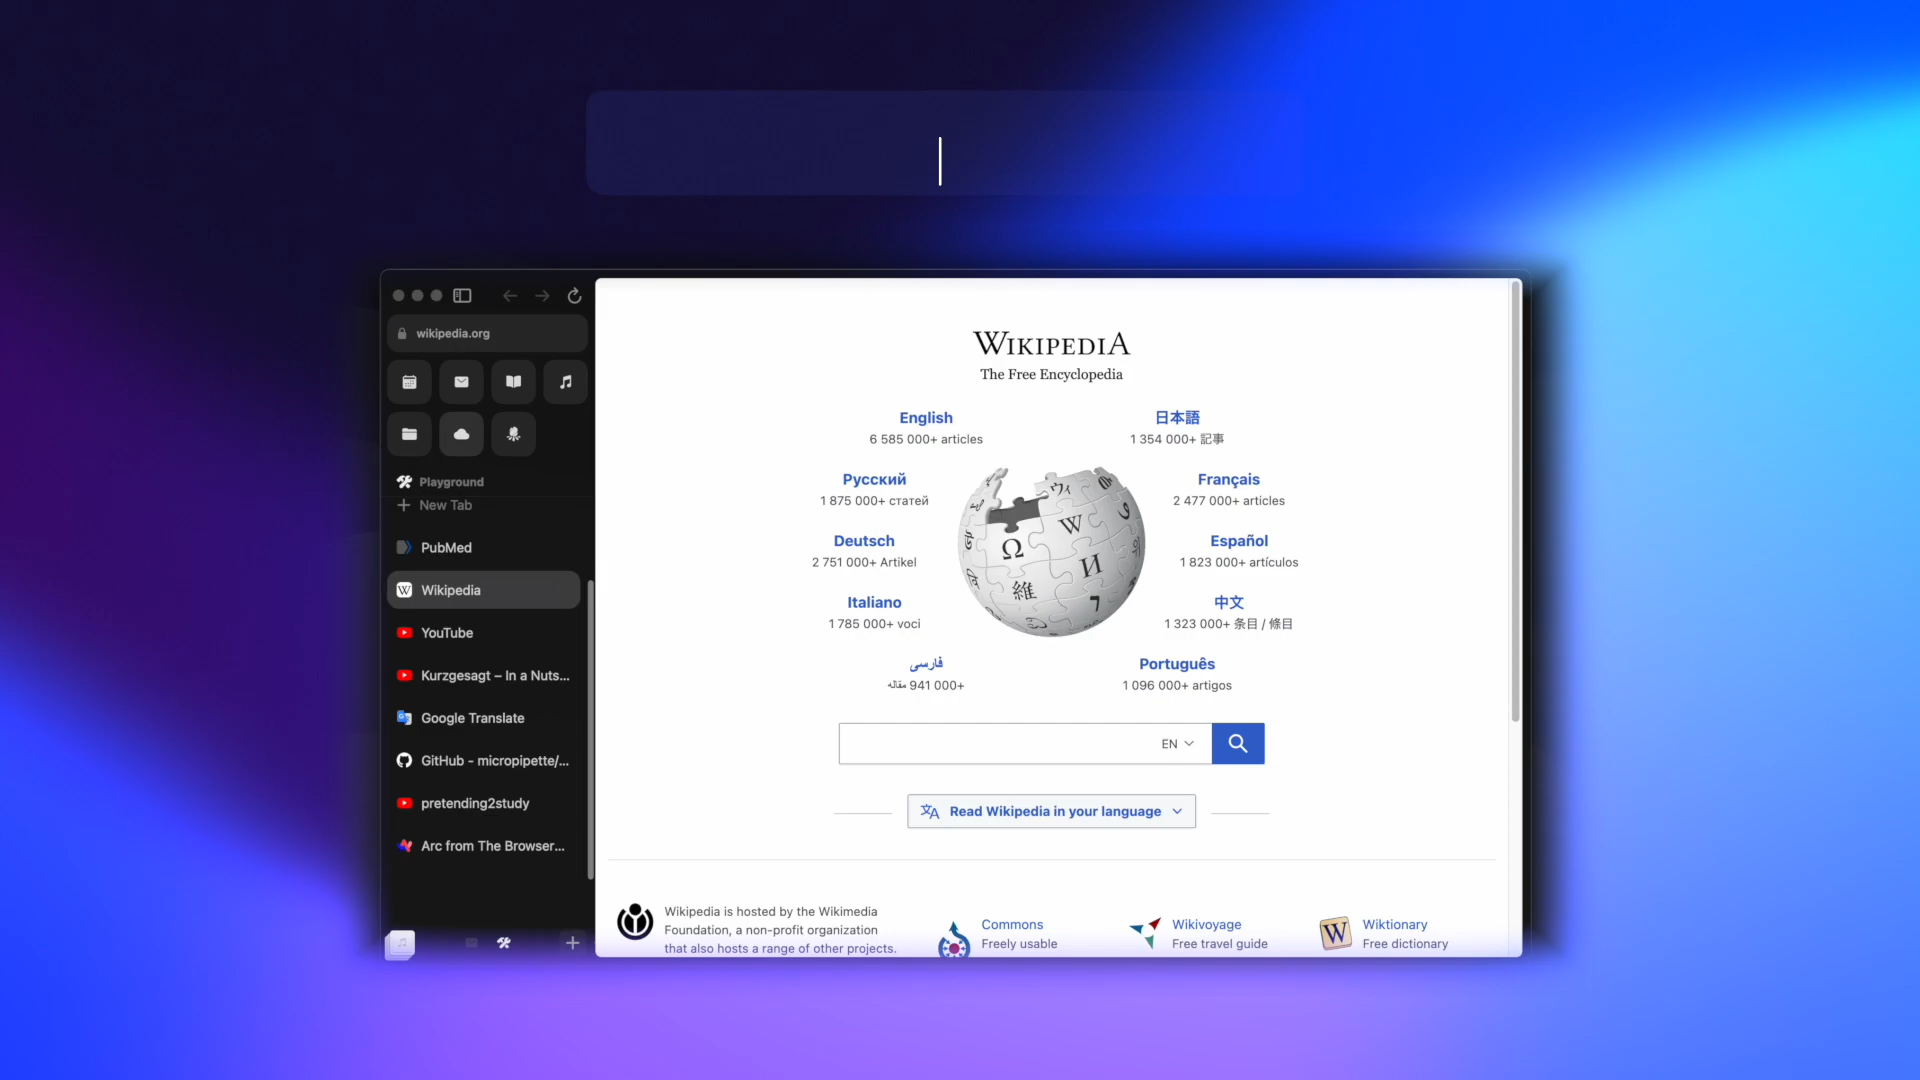 wikipedia.org
Playground
New Tab
PubMed
Wikipedia
YouTube
Kurzgesagt – In a Nuts...
Google Translate
GitHub - micropipette/...
pretending2study
Arc from The Browser...
WIKIPEDIA
The Free Encyclopedia
English
6 585 000+ articles
日本語
1 354 000+ 記事
Русский
1 875 000+ статей
Français
2 477 000+ articles
Deutsch
2 751 000+ Artikel
Español
1 823 000+ artículos
Italiano
1 785 000+ voci
中文
1 323 000+ 条目 / 條目
فارسی
۹41 000+ مقاله
Português
1 096 000+ artigos
EN
Read Wikipedia in your language
Wikipedia is hosted by the Wikimedia
Foundation, a non-profit organization
that also hosts a range of other projects.
Commons
Freely usable
Wikivoyage
Free travel guide
Wiktionary
Free dictionary